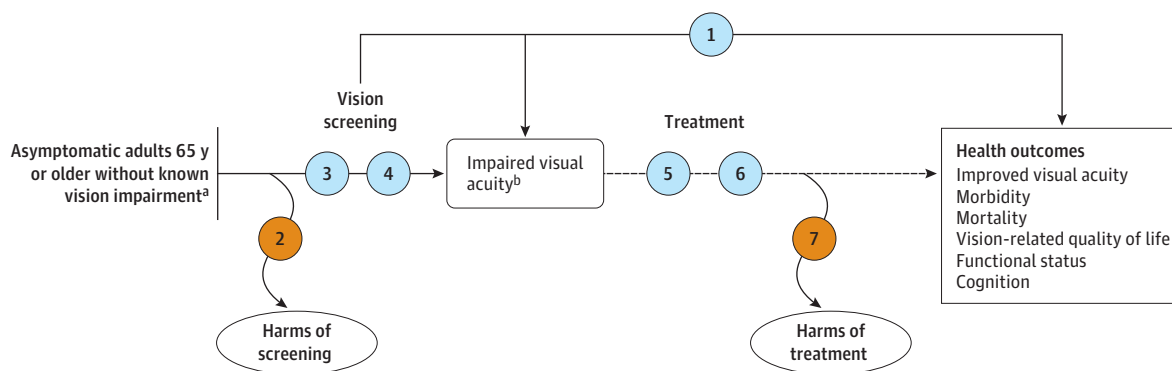 1
Vision
screening
Treatment
Asymptomatic adults 65 y
or older without known
vision impairmentᵃ
3
4
Impaired visual
acuityᵇ
5
6
Health outcomes
Improved visual acuity
Morbidity
Mortality
Vision-related quality of life
Functional status
Cognition
2
7
Harms of
screening
Harms of
treatment